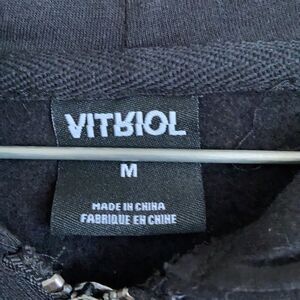 VITRIOL
M
MADE IN CHINA
FABRIQUE EN CHINE